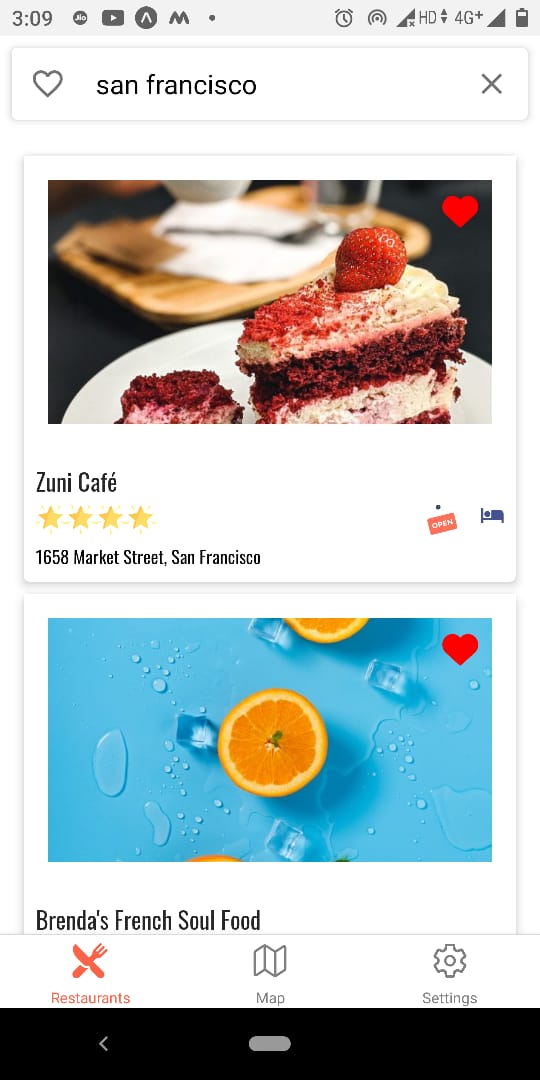 3:09
Jio
HD 4G+
san francisco
Zuni Café
OPEN
1658 Market Street, San Francisco
Brenda's French Soul Food
Restaurants
Map
Settings